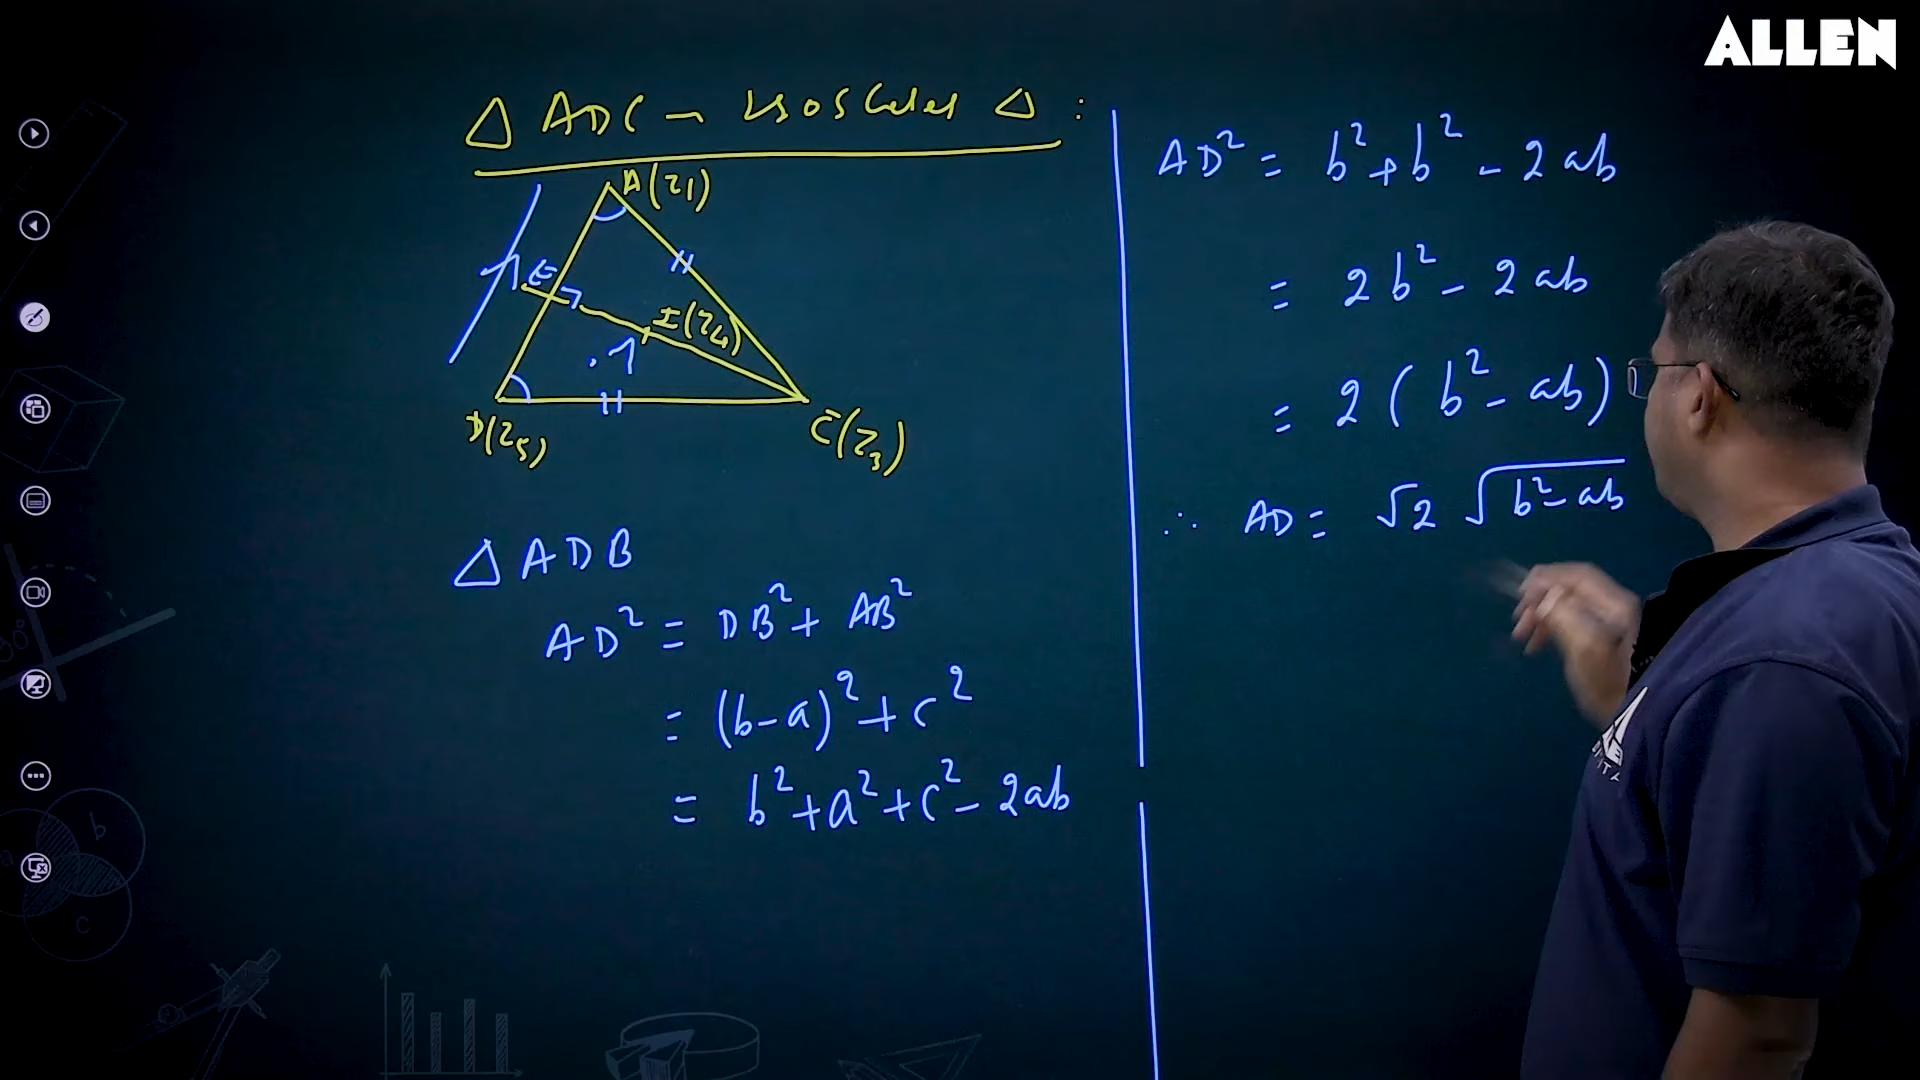 ALLEN
△ ADC – Isosceles △ :
A(z₁)
E
I(z₄)
D(z₅)
C(z₃)
△ ADB
AD² = DB² + AB²
= (b-a)² + c²
= b² + a² + c² - 2ab
AD² = b² + b² - 2ab
= 2b² - 2ab
= 2(b² - ab)
∴ AD = √2 √(b² - ab)
b
c